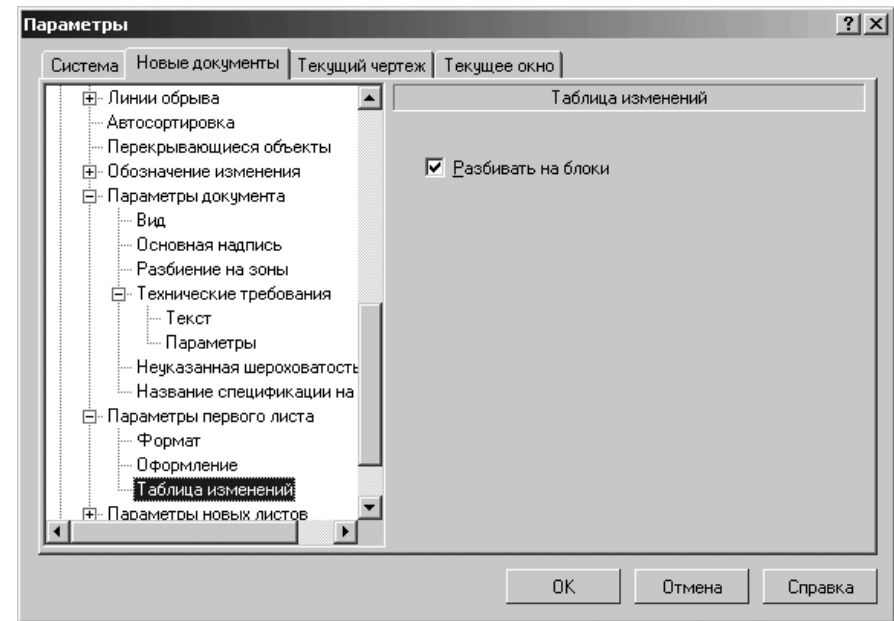 Параметры
Система Новые документы Текущий чертеж Текущее окно
Линии обрыва
Автосортировка
Перекрывающиеся объекты
Обозначение изменения
Параметры документа
Вид
Основная надпись
Разбиение на зоны
Технические требования
Текст
Параметры
Неуказанная шероховатость
Название спецификации на
Параметры первого листа
Формат
Оформление
Таблица изменений
Параметры новых листов
Таблица изменений
Разбивать на блоки
OK Отмена Справка